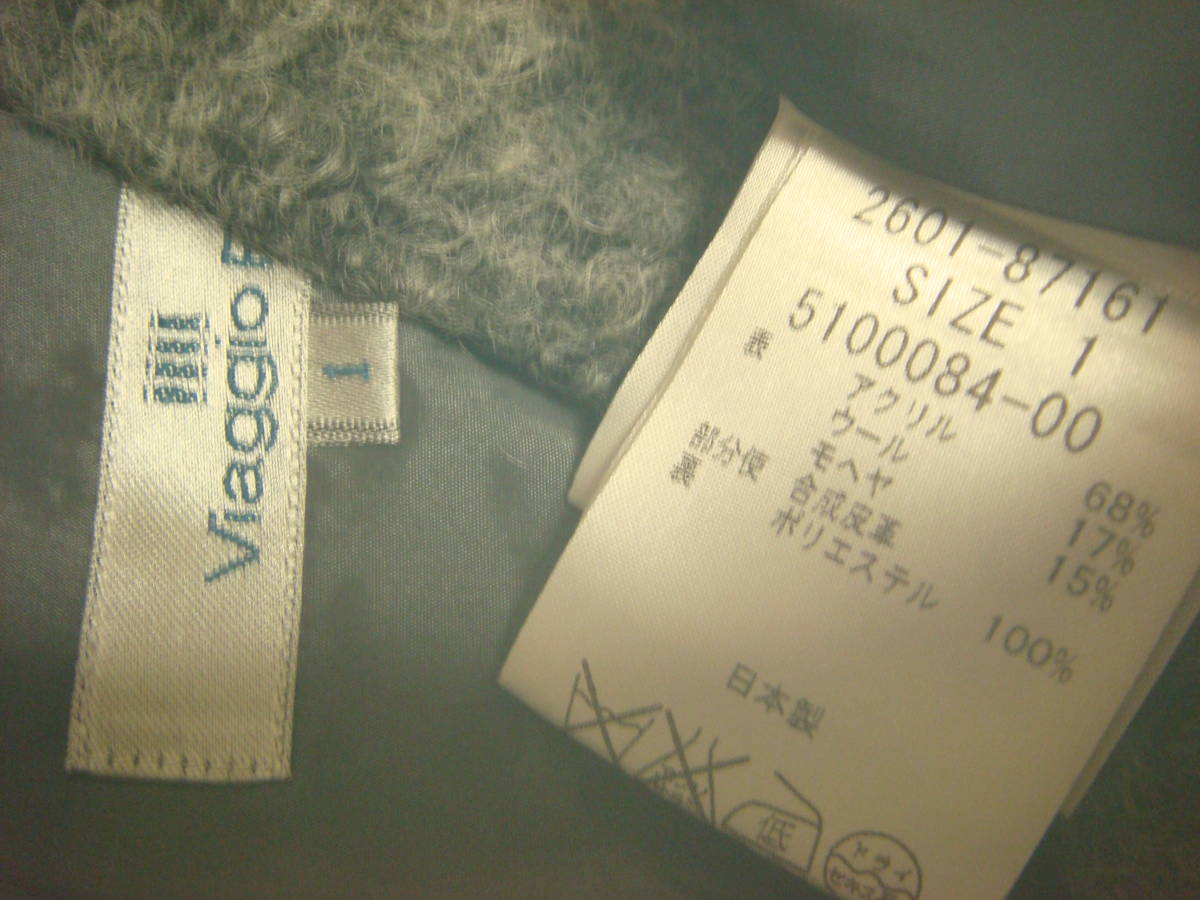 Viaggio
1
2601-87161
SIZE 1
5100084-00
表 アクリル 68%
ウール 17%
モヘヤ 15%
部分使 合成皮革
裏 ポリエステル 100%
日本製
低
ドライ